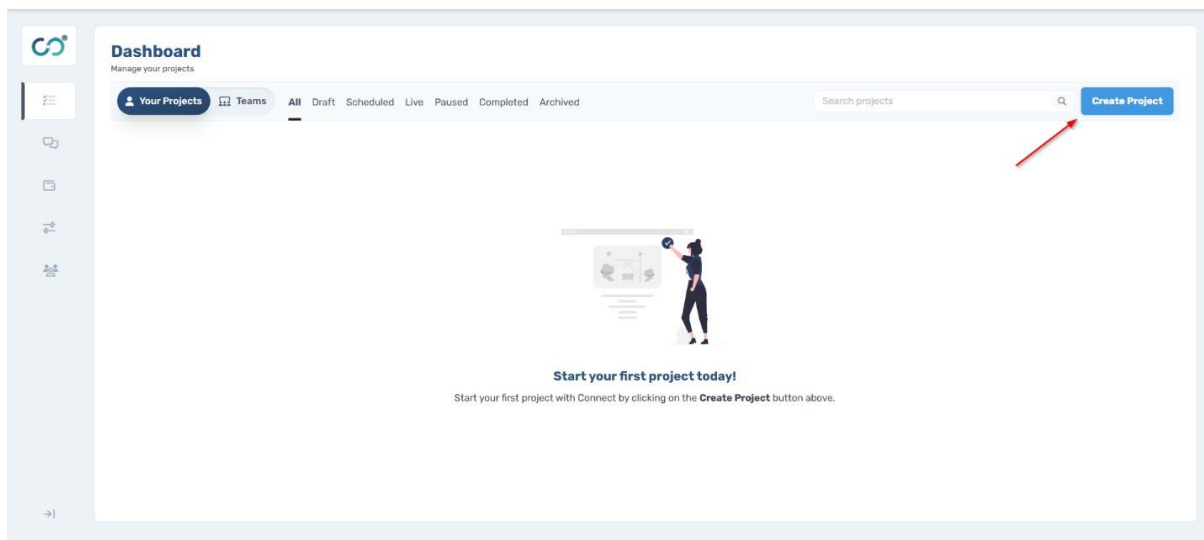 Dashboard
Manage your projects
Your Projects Teams All Draft Scheduled Live Paused Completed Archived Search projects Create Project
Start your first project today!
Start your first project with Connect by clicking on the Create Project button above.